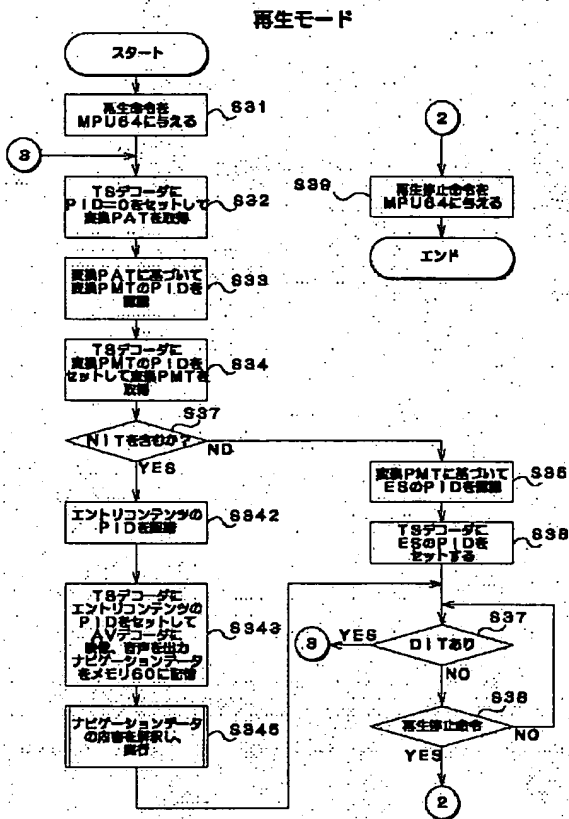 再生モード
スタート
再生命令を
MPU64に与える
S31
3
TSデコーダに
PID=0をセットして
変換PATを取得
S32
変換PATに基づいて
変換PMTのPIDを
認識
S33
TSデコーダに
変換PMTのPIDを
セットして変換PMTを
取得
S34
S37
NITを含むか?
NO
YES
エントリコンテンツの
PIDを認識
S342
TSデコーダに
エントリコンテンツの
PIDをセットして
AVデコーダに
映像、音声を出力
ナビゲーションデータ
をメモリ60に記憶
S343
ナビゲーションデータ
の内容を解釈し、
実行
S345
2
S39
再生停止命令を
MPU64に与える
エンド
変換PMTに基づいて
ESのPIDを認識
S35
TSデコーダに
ESのPIDを
セットする
S37
3
YES
DITあり
NO
S38
再生停止命令
NO
YES
2